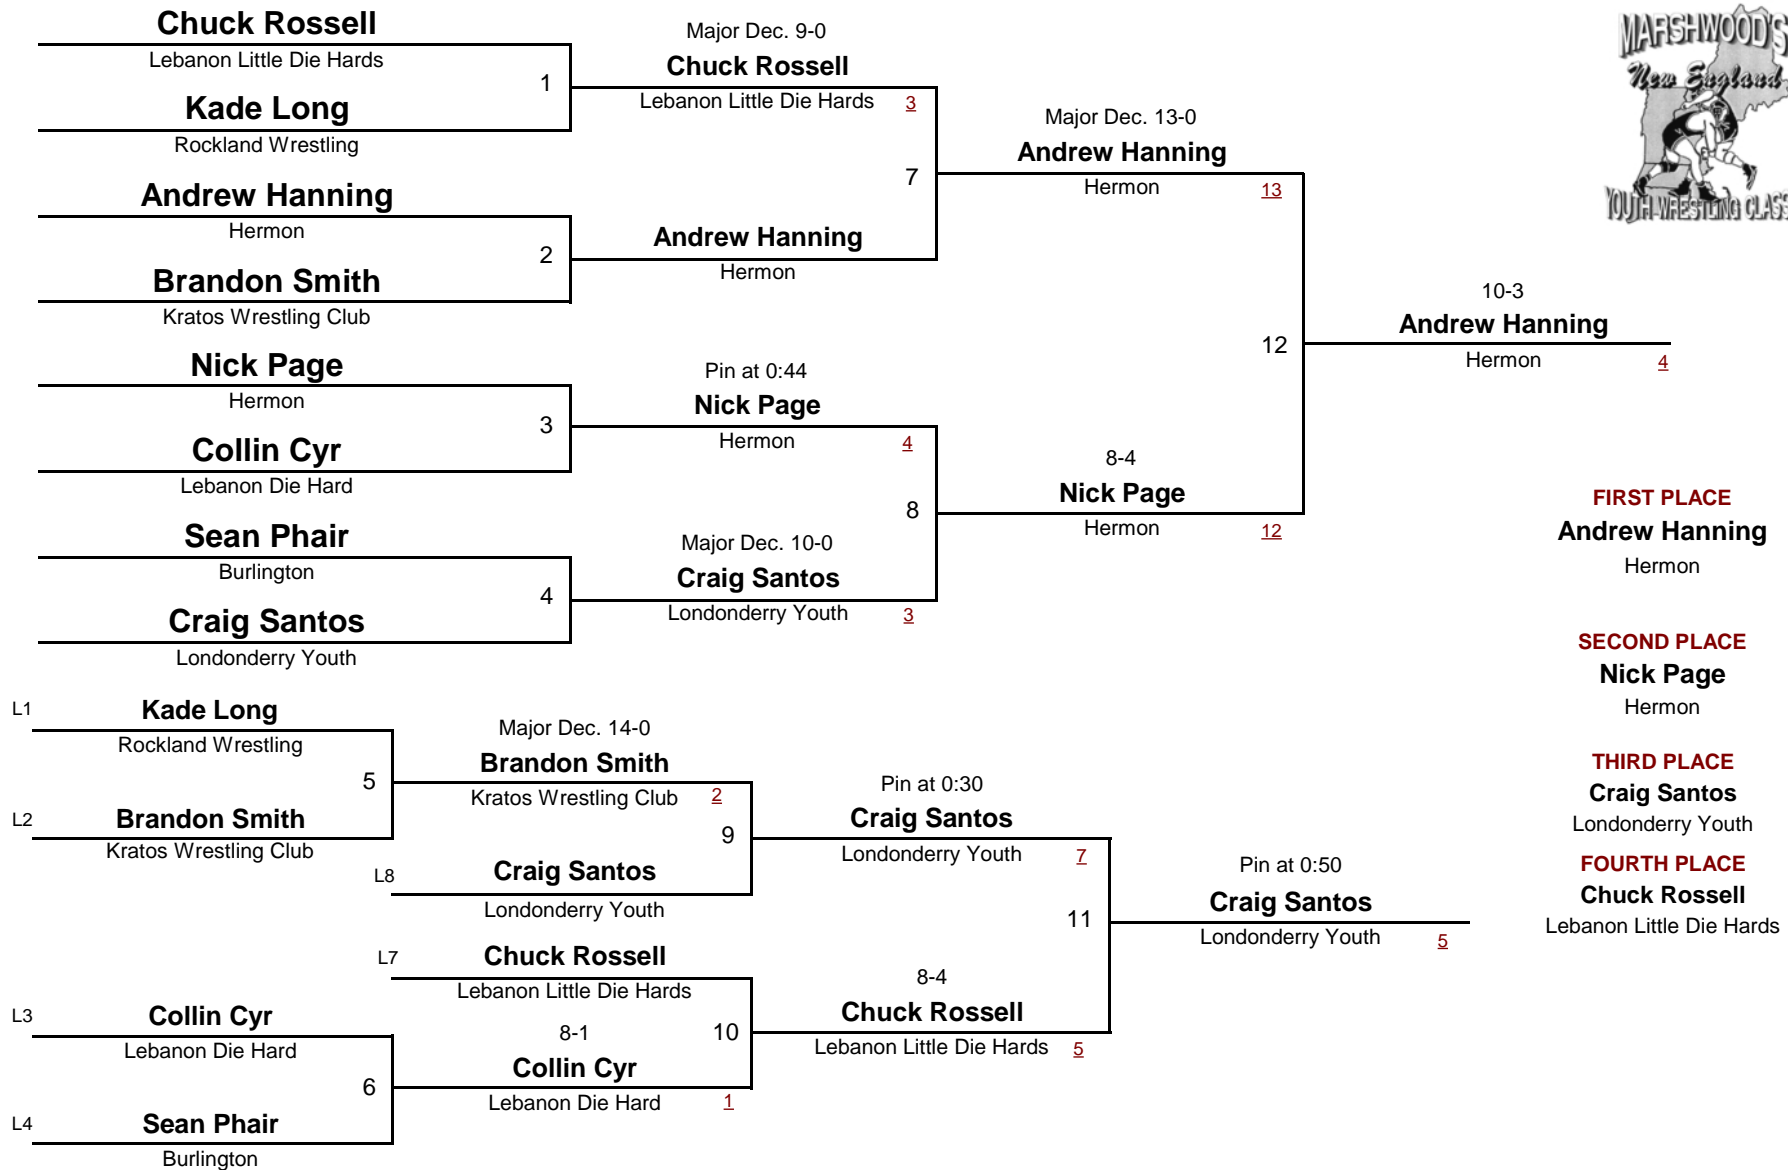 Chuck Rossell
Lebanon Little Die Hards
1
Kade Long
Rockland Wrestling
Andrew Hanning
Hermon
2
Brandon Smith
Kratos Wrestling Club
Nick Page
Hermon
3
Collin Cyr
Lebanon Die Hard
Sean Phair
Burlington
4
Craig Santos
Londonderry Youth
Major Dec. 9-0
Chuck Rossell
Lebanon Little Die Hards 3
7
Andrew Hanning
Hermon
Pin at 0:44
Nick Page
Hermon 4
8
Major Dec. 10-0
Craig Santos
Londonderry Youth 3
Major Dec. 13-0
Andrew Hanning
Hermon 13
12
8-4
Nick Page
Hermon 12
10-3
Andrew Hanning
Hermon 4
MARSHWOOD'S
New England
YOUTH WRESTLING CLASS
FIRST PLACE
Andrew Hanning
Hermon
SECOND PLACE
Nick Page
Hermon
THIRD PLACE
Craig Santos
Londonderry Youth
FOURTH PLACE
Chuck Rossell
Lebanon Little Die Hards
L1 Kade Long
Rockland Wrestling
5
L2 Brandon Smith
Kratos Wrestling Club
Major Dec. 14-0
Brandon Smith
Kratos Wrestling Club 2
9
L8 Craig Santos
Londonderry Youth
L7 Chuck Rossell
Lebanon Little Die Hards
10
L3 Collin Cyr
Lebanon Die Hard
6
L4 Sean Phair
Burlington
8-1
Collin Cyr
Lebanon Die Hard 1
Pin at 0:30
Craig Santos
Londonderry Youth 7
11
8-4
Chuck Rossell
Lebanon Little Die Hards 5
Pin at 0:50
Craig Santos
Londonderry Youth 5